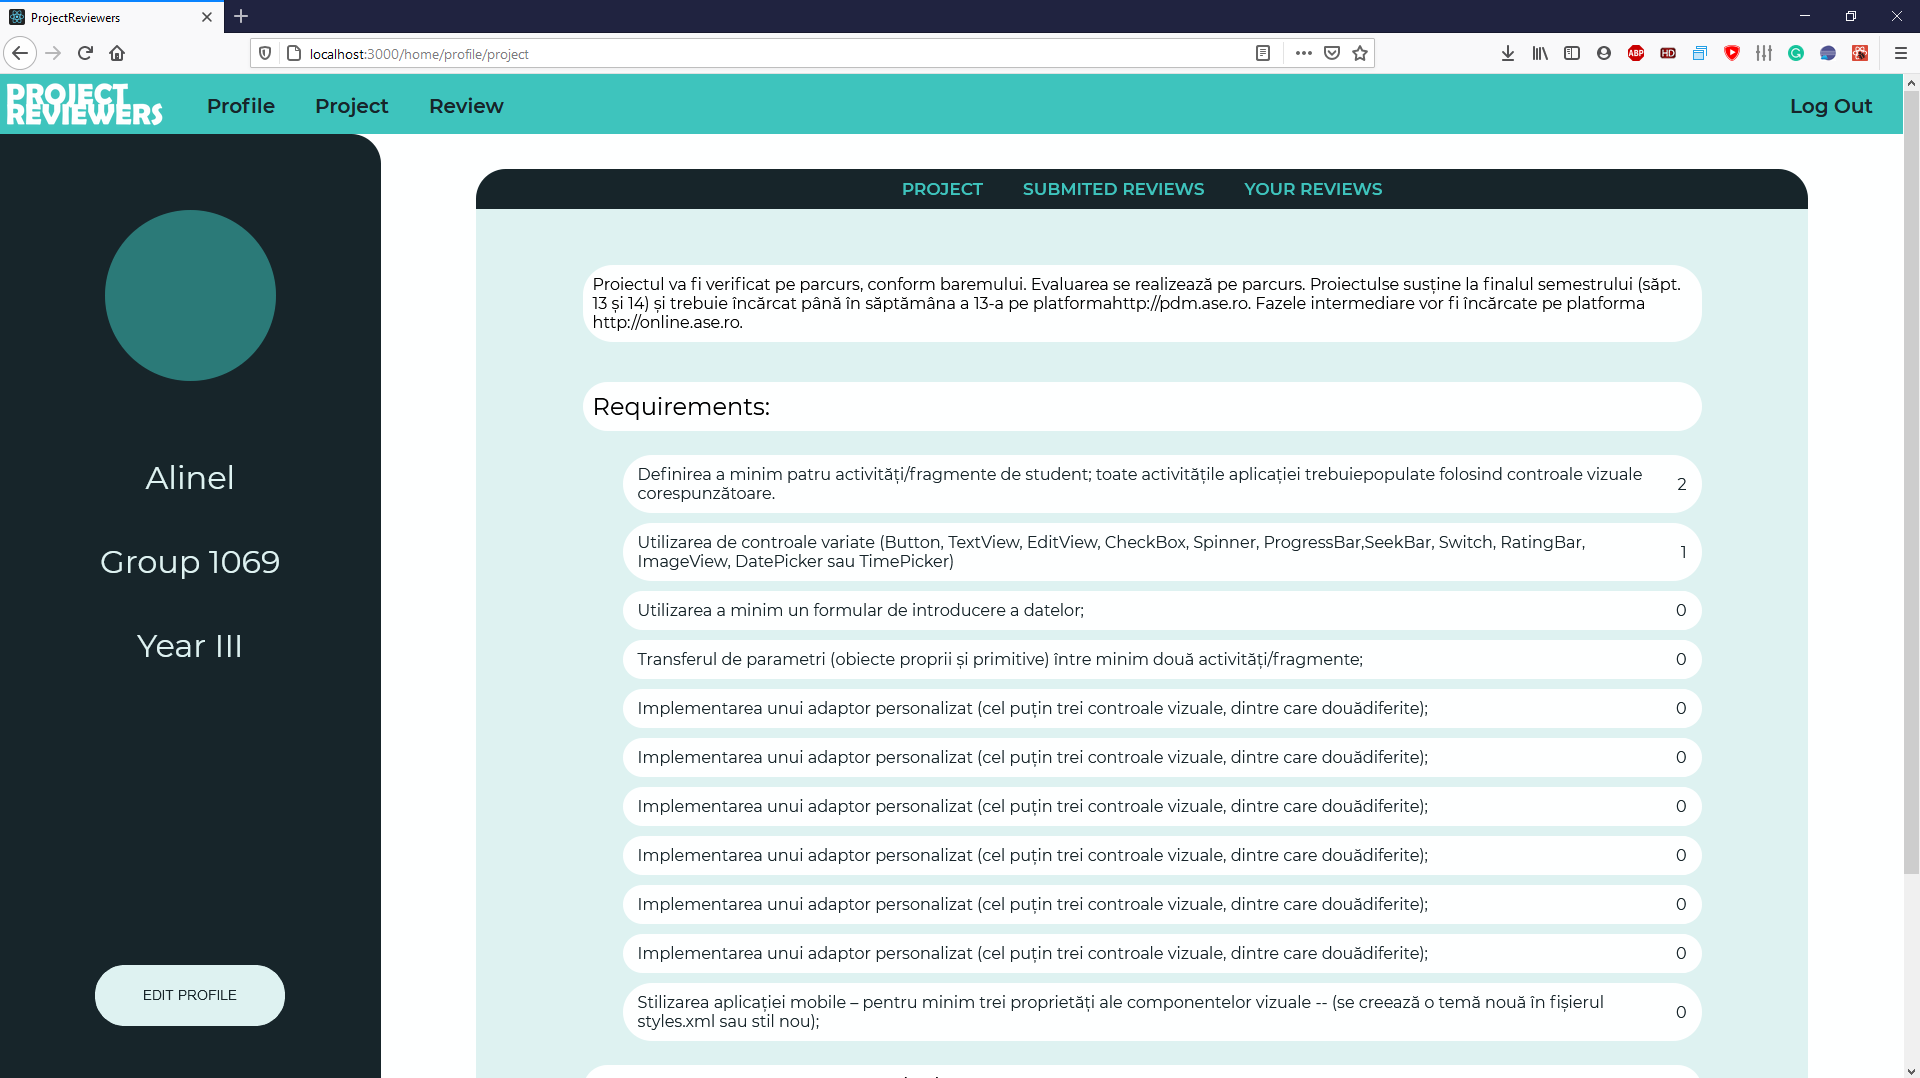 ProjectReviewers
localhost:3000/home/profile/project
ABP
HD
PROJECT
REVIEWERS
Profile
Project
Review
Log Out
Alinel
Group 1069
Year III
EDIT PROFILE
PROJECT
SUBMITED REVIEWS
YOUR REVIEWS
Proiectul va fi verificat pe parcurs, conform baremului. Evaluarea se realizează pe parcurs. Proiectulse susține la finalul semestrului (săpt.
13 și 14) și trebuie încărcat până în săptămâna a 13-a pe platformahttp://pdm.ase.ro. Fazele intermediare vor fi încărcate pe platforma
http://online.ase.ro.
Requirements:
Definirea a minim patru activități/fragmente de student; toate activitățile aplicației trebuiepopulate folosind controale vizuale
corespunzătoare.
2
Utilizarea de controale variate (Button, TextView, EditView, CheckBox, Spinner, ProgressBar,SeekBar, Switch, RatingBar,
ImageView, DatePicker sau TimePicker)
1
Utilizarea a minim un formular de introducere a datelor;
0
Transferul de parametri (obiecte proprii și primitive) între minim două activități/fragmente;
0
Implementarea unui adaptor personalizat (cel puțin trei controale vizuale, dintre care douădiferite);
0
Implementarea unui adaptor personalizat (cel puțin trei controale vizuale, dintre care douădiferite);
0
Implementarea unui adaptor personalizat (cel puțin trei controale vizuale, dintre care douădiferite);
0
Implementarea unui adaptor personalizat (cel puțin trei controale vizuale, dintre care douădiferite);
0
Implementarea unui adaptor personalizat (cel puțin trei controale vizuale, dintre care douădiferite);
0
Implementarea unui adaptor personalizat (cel puțin trei controale vizuale, dintre care douădiferite);
0
Stilizarea aplicației mobile – pentru minim trei proprietăți ale componentelor vizuale -- (se creează o temă nouă în fișierul
styles.xml sau stil nou);
0